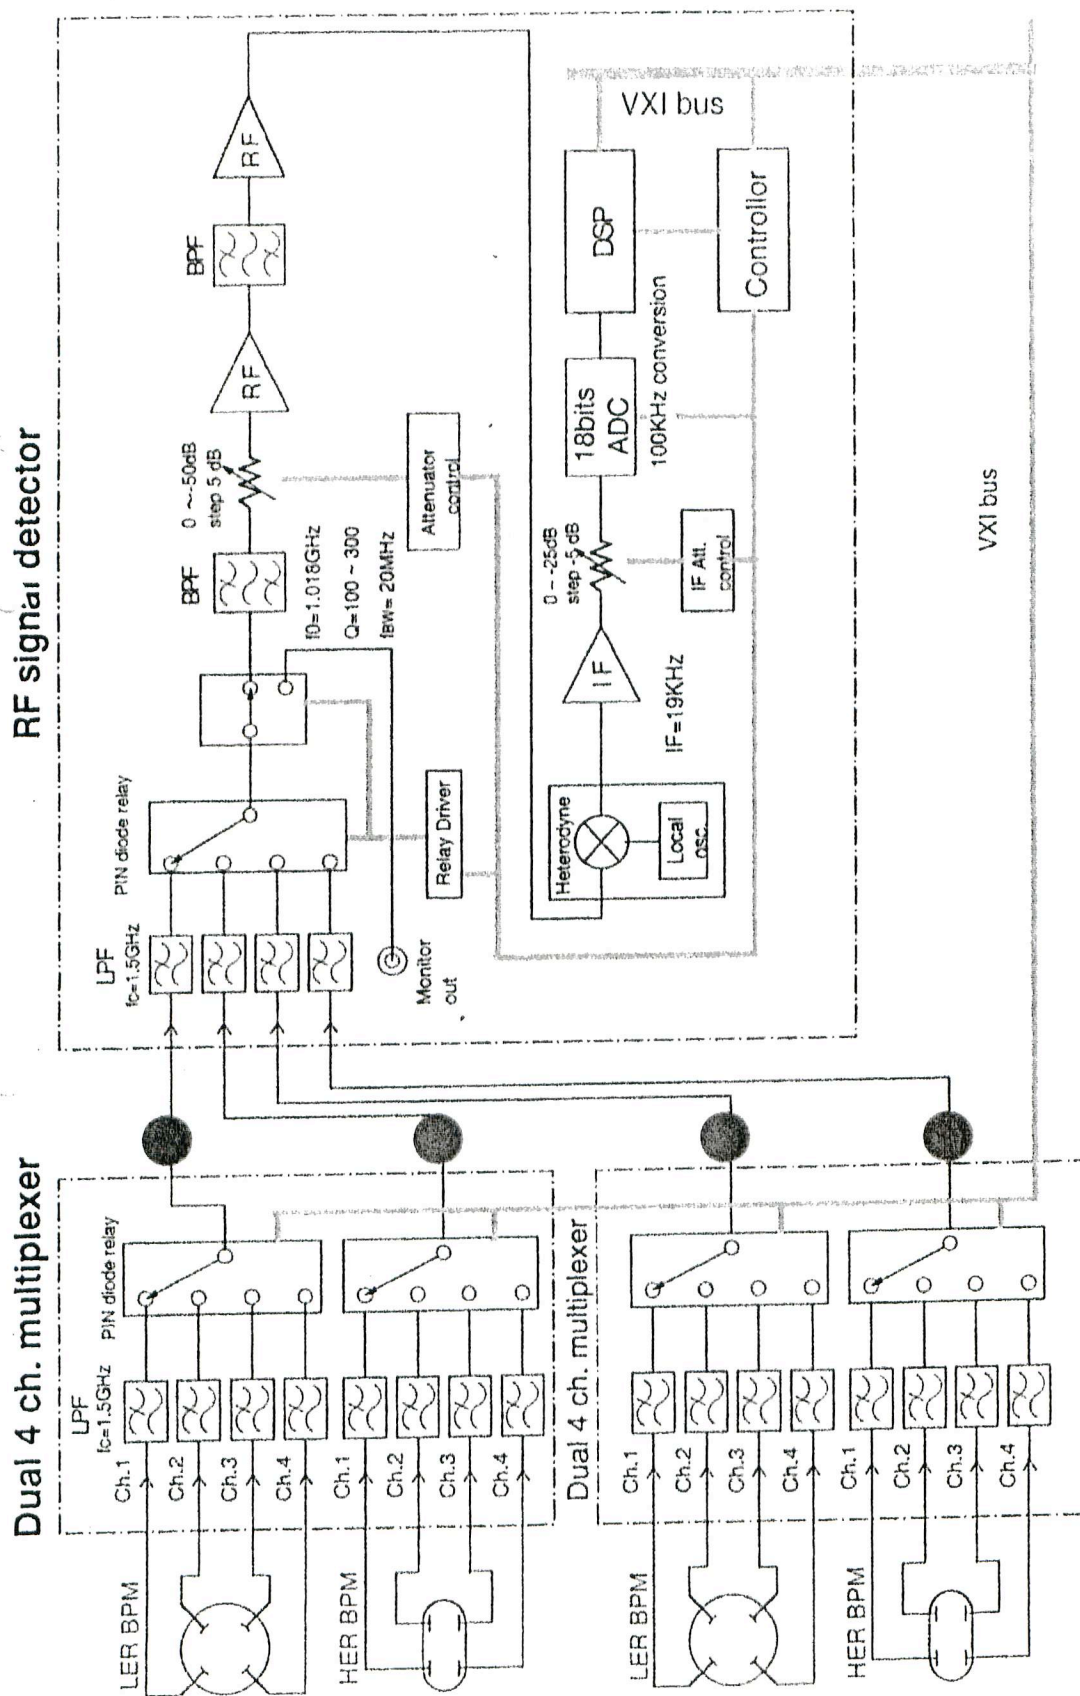 Dual 4 ch. multiplexer
RF signal detector
LPF
fc=1.5GHz
PIN diode relay
LER BPM
Ch.1
Ch.2
Ch.3
Ch.4
HER BPM
Ch.1
Ch.2
Ch.3
Ch.4
Dual 4 ch. multiplexer
LER BPM
Ch.1
Ch.2
Ch.3
Ch.4
HER BPM
Ch.1
Ch.2
Ch.3
Ch.4
LPF
fc=1.5GHz
PIN diode relay
BPF
0 ~-50dB
step 5 dB
RF
BPF
RF
f0=1.018GHz
Q=100 ~ 300
fBW= 20MHz
Monitor
out
Relay Driver
Attenuator
control
Heterodyne
Local
osc.
IF
IF=19KHz
0 ~ -25dB
step -5 dB
IF Att.
control
18bits
ADC
100KHz conversion
DSP
Controllor
VXI bus
VXI bus